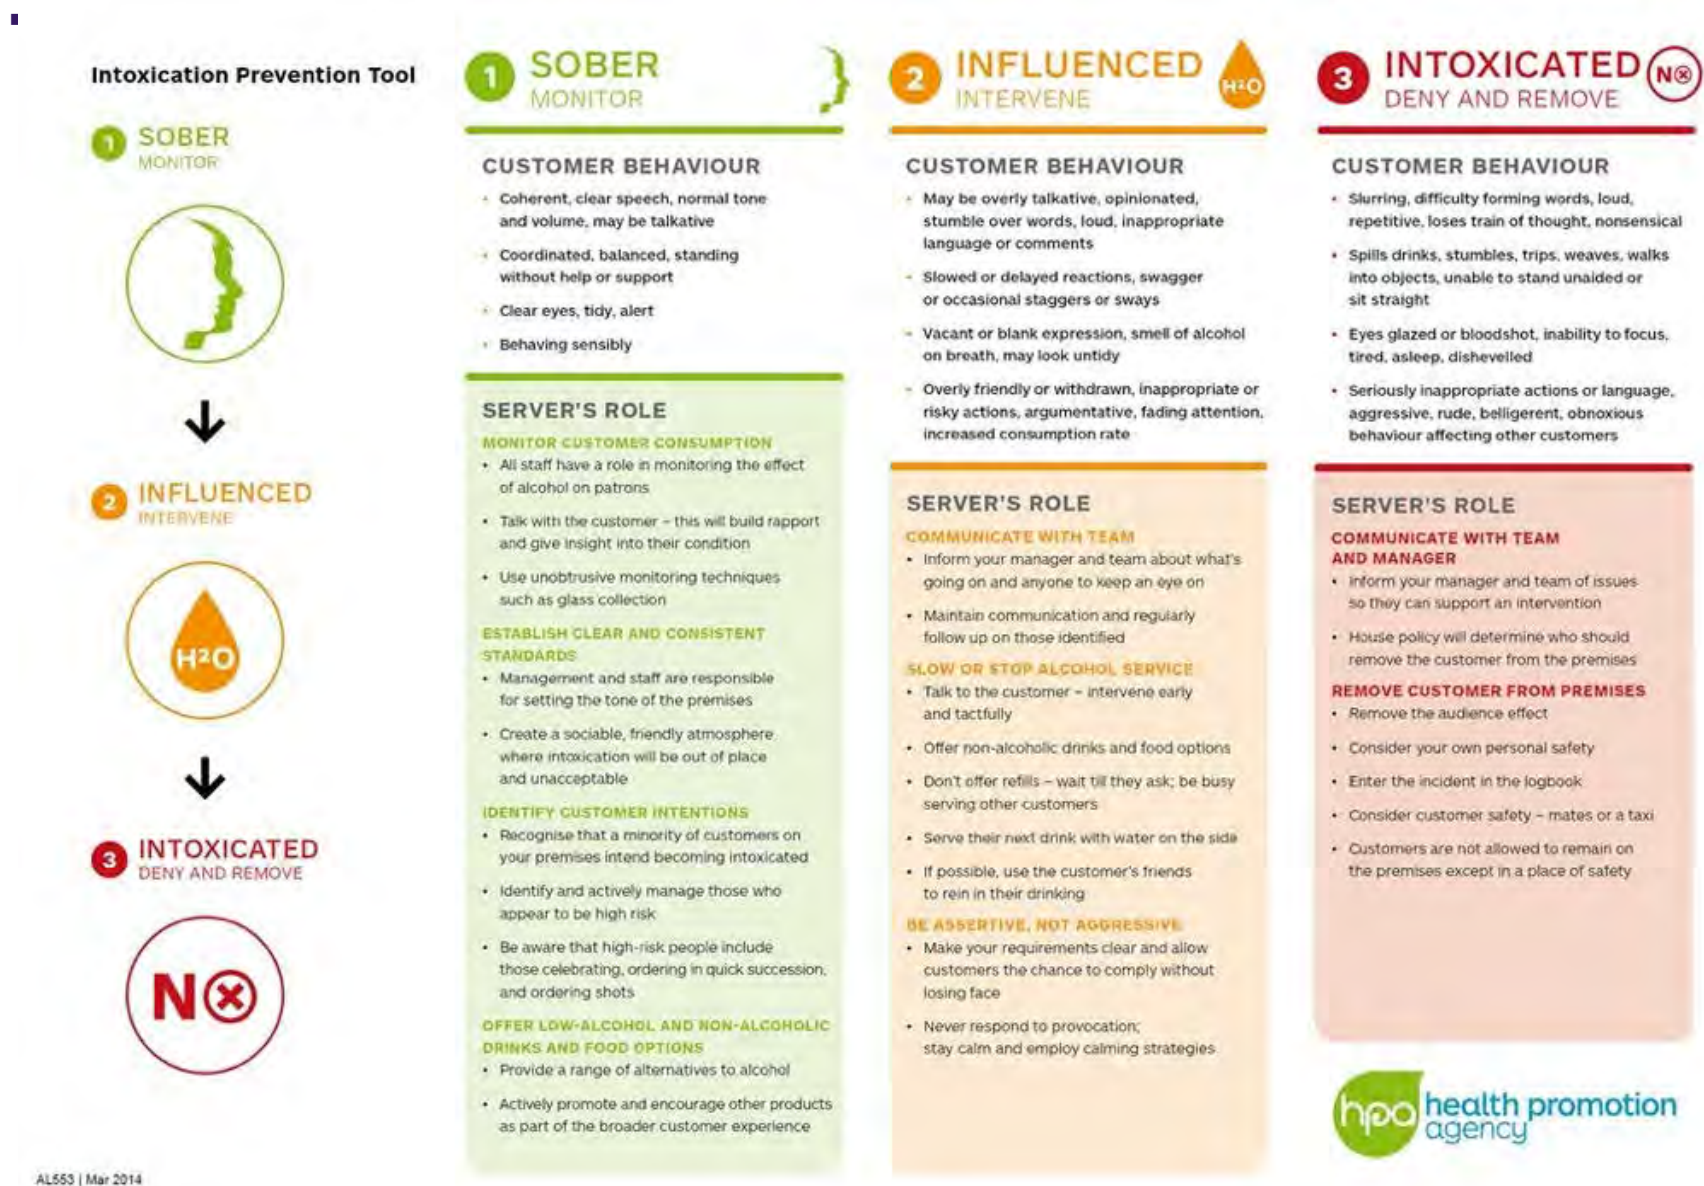 Intoxication Prevention Tool
1 SOBER
MONITOR
2 INFLUENCED
INTERVENE
H²O
3 INTOXICATED
DENY AND REMOVE
NO
AL553 | Mar 2014
1 SOBER
MONITOR
CUSTOMER BEHAVIOUR
• Coherent, clear speech, normal tone
and volume, may be talkative
• Coordinated, balanced, standing
without help or support
• Clear eyes, tidy, alert
• Behaving sensibly
SERVER'S ROLE
MONITOR CUSTOMER CONSUMPTION
• All staff have a role in monitoring the effect
of alcohol on patrons
• Talk with the customer – this will build rapport
and give insight into their condition
• Use unobtrusive monitoring techniques
such as glass collection
ESTABLISH CLEAR AND CONSISTENT
STANDARDS
• Management and staff are responsible
for setting the tone of the premises
• Create a sociable, friendly atmosphere
where intoxication will be out of place
and unacceptable
IDENTIFY CUSTOMER INTENTIONS
• Recognise that a minority of customers on
your premises intend becoming intoxicated
• Identify and actively manage those who
appear to be high risk
• Be aware that high-risk people include
those celebrating, ordering in quick succession,
and ordering shots
OFFER LOW-ALCOHOL AND NON-ALCOHOLIC
DRINKS AND FOOD OPTIONS
• Provide a range of alternatives to alcohol
• Actively promote and encourage other products
as part of the broader customer experience
2 INFLUENCED
INTERVENE
H²O
CUSTOMER BEHAVIOUR
• May be overly talkative, opinionated,
stumble over words, loud, inappropriate
language or comments
• Slowed or delayed reactions, swagger
or occasional staggers or sways
• Vacant or blank expression, smell of alcohol
on breath, may look untidy
• Overly friendly or withdrawn, inappropriate or
risky actions, argumentative, fading attention,
increased consumption rate
SERVER'S ROLE
COMMUNICATE WITH TEAM
• Inform your manager and team about what's
going on and anyone to keep an eye on
• Maintain communication and regularly
follow up on those identified
SLOW OR STOP ALCOHOL SERVICE
• Talk to the customer – intervene early
and tactfully
• Offer non-alcoholic drinks and food options
• Don't offer refills – wait till they ask; be busy
serving other customers
• Serve their next drink with water on the side
• If possible, use the customer's friends
to rein in their drinking
BE ASSERTIVE, NOT AGGRESSIVE
• Make your requirements clear and allow
customers the chance to comply without
losing face
• Never respond to provocation;
stay calm and employ calming strategies
3 INTOXICATED
DENY AND REMOVE
NO
CUSTOMER BEHAVIOUR
• Slurring, difficulty forming words, loud,
repetitive, loses train of thought, nonsensical
• Spills drinks, stumbles, trips, weaves, walks
into objects, unable to stand unaided or
sit straight
• Eyes glazed or bloodshot, inability to focus,
tired, asleep, dishevelled
• Seriously inappropriate actions or language,
aggressive, rude, belligerent, obnoxious
behaviour affecting other customers
SERVER'S ROLE
COMMUNICATE WITH TEAM
AND MANAGER
• Inform your manager and team of issues
so they can support an intervention
• House policy will determine who should
remove the customer from the premises
REMOVE CUSTOMER FROM PREMISES
• Remove the audience effect
• Consider your own personal safety
• Enter the incident in the logbook
• Consider customer safety – mates or a taxi
• Customers are not allowed to remain on
the premises except in a place of safety
hpa health promotion
agency